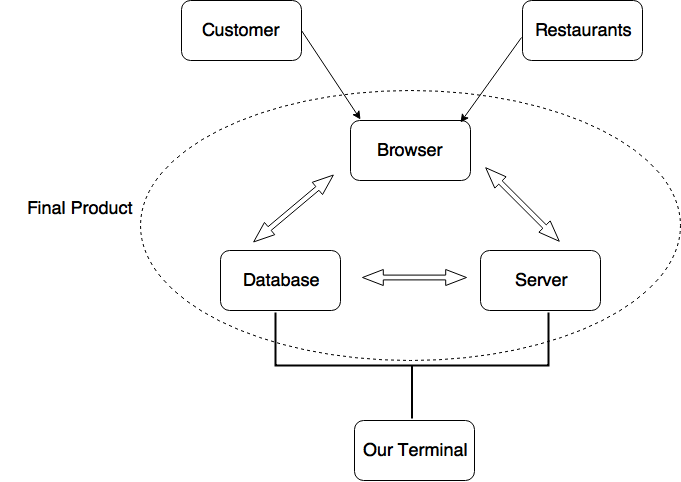 Customer
Restaurants
Browser
Final Product
Database
Server
Our Terminal